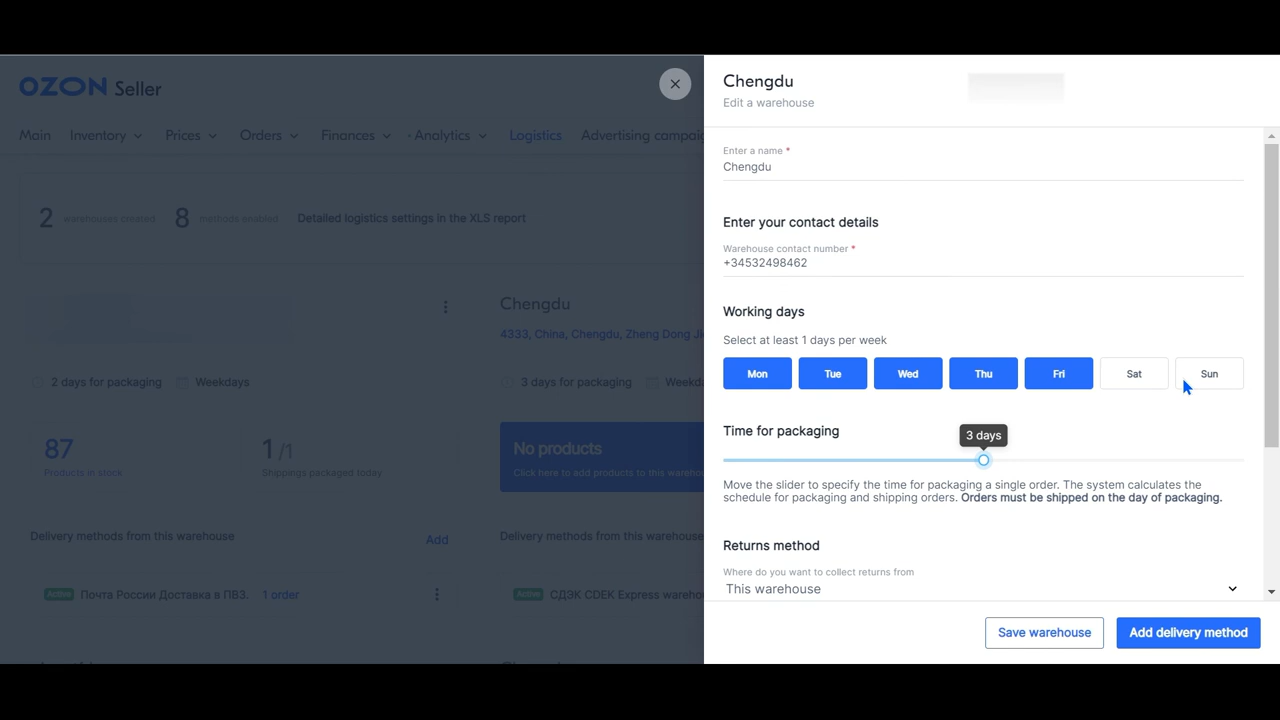 OZON Seller
Main Inventory Prices Orders Finances Analytics Logistics Advertising campaig
2 warehouses created 8 methods enabled Detailed logistics settings in the XLS report
Chengdu
4333, China, Chengdu, Zheng Dong Ji
2 days for packaging Weekdays
3 days for packaging Weekd
87
Products in stock
1/1
Shippings packaged today
No products
Click here to add products to this warehou
Delivery methods from this warehouse
Add
Delivery methods from this warehouse
Active Почта России Доставка в ПВЗ. 1 order
Active СДЭК CDEK Express wareho
Chengdu
Edit a warehouse
Enter a name *
Chengdu
Enter your contact details
Warehouse contact number *
+34532498462
Working days
Select at least 1 days per week
Mon Tue Wed Thu Fri Sat Sun
Time for packaging
3 days
Move the slider to specify the time for packaging a single order. The system calculates the
schedule for packaging and shipping orders. Orders must be shipped on the day of packaging.
Returns method
Where do you want to collect returns from
This warehouse
Save warehouse
Add delivery method